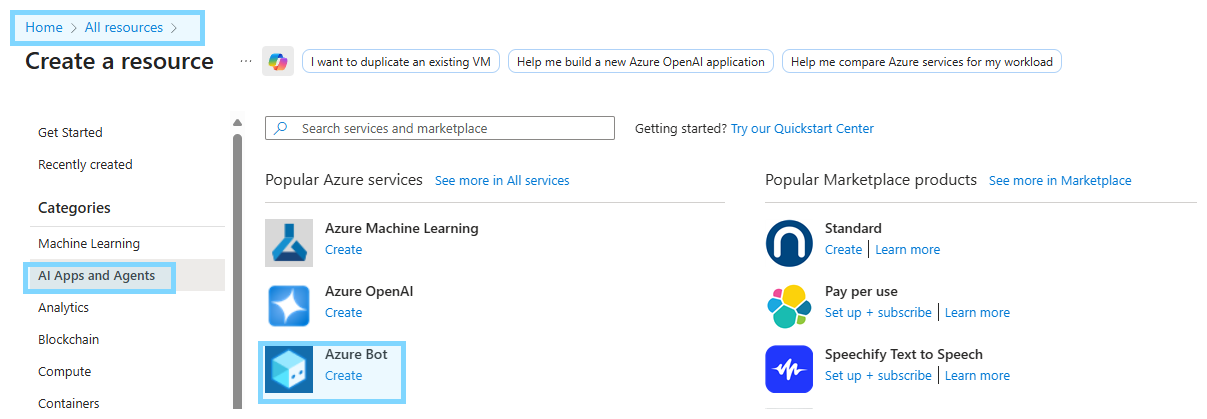 Home > All resources >
Create a resource
... I want to duplicate an existing VM Help me build a new Azure OpenAI application Help me compare Azure services for my workload
Get Started
Recently created
Categories
Machine Learning
AI Apps and Agents
Analytics
Blockchain
Compute
Containers
Search services and marketplace
Getting started? Try our Quickstart Center
Popular Azure services See more in All services
Azure Machine Learning
Create
Azure OpenAI
Create
Azure Bot
Create
Popular Marketplace products See more in Marketplace
Standard
Create | Learn more
Pay per use
Set up + subscribe | Learn more
Speechify Text to Speech
Set up + subscribe | Learn more